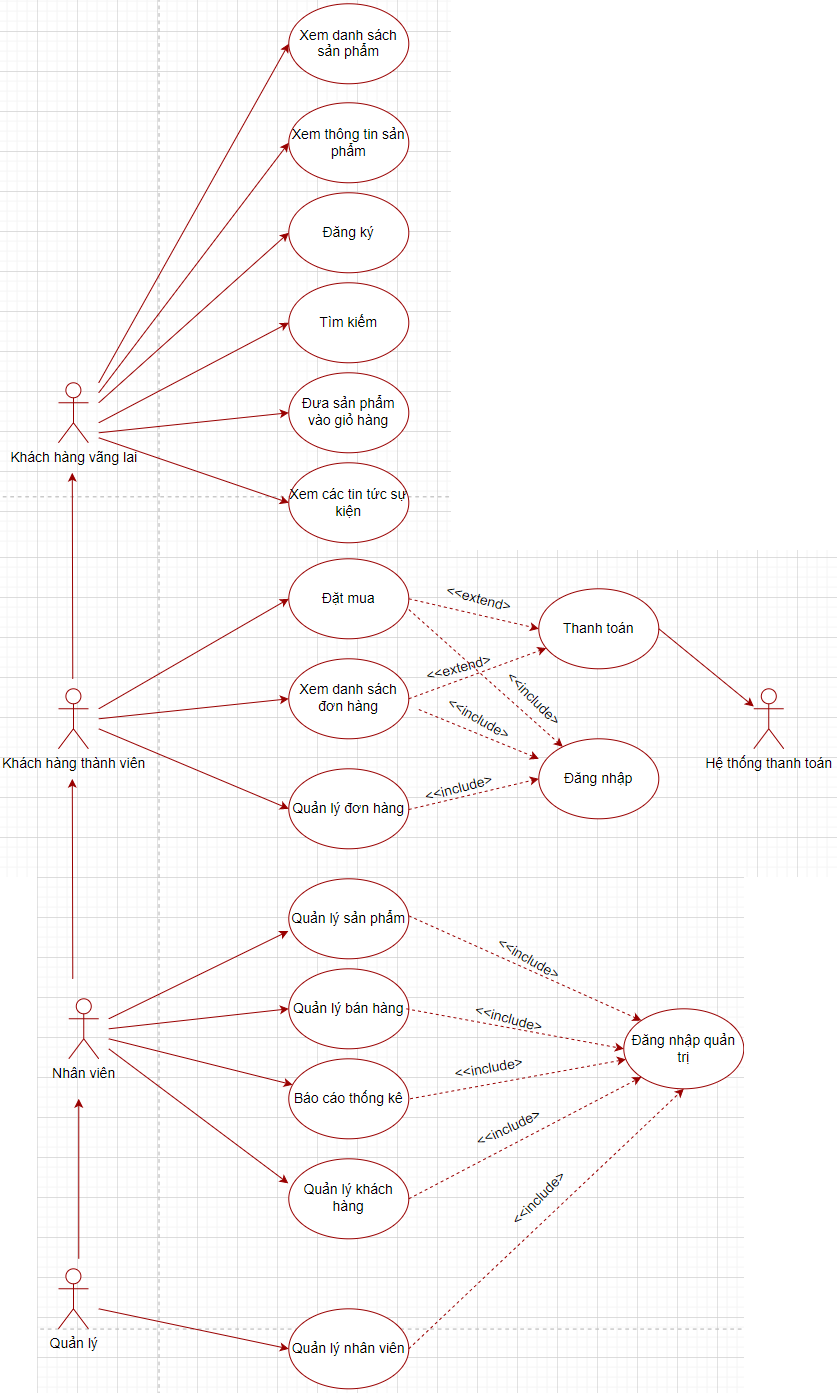 Xem danh sách
sản phẩm
Xem thông tin sản
phẩm
Đăng ký
Tìm kiếm
Đưa sản phẩm
vào giỏ hàng
Khách hàng vãng lai
Xem các tin tức sự
kiện
Đặt mua
<<extend>
Thanh toán
Xem danh sách
đơn hàng
<<extend>
<<include>
<<include>
Khách hàng thành viên
Hệ thống thanh toán
Đăng nhập
Quản lý đơn hàng
<<include>
Quản lý sản phẩm
<<include>
Quản lý bán hàng
<<include>
Đăng nhập quản
trị
Nhân viên
Báo cáo thống kê
<<include>
<<include>
Quản lý khách
hàng
<<include>
Quản lý
Quản lý nhân viên